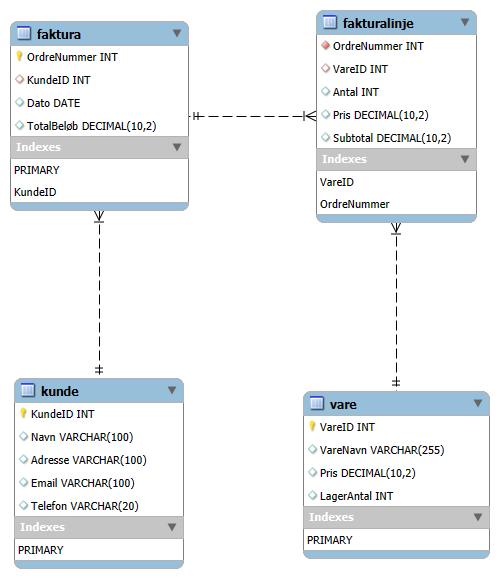 faktura
OrdreNummer INT
KundeID INT
Dato DATE
TotalBeløb DECIMAL(10,2)
Indexes
PRIMARY
KundeID
fakturalinje
OrdreNummer INT
VareID INT
Antal INT
Pris DECIMAL(10,2)
Subtotal DECIMAL(10,2)
Indexes
VareID
OrdreNummer
kunde
KundeID INT
Navn VARCHAR(100)
Adresse VARCHAR(100)
Email VARCHAR(100)
Telefon VARCHAR(20)
Indexes
PRIMARY
vare
VareID INT
VareNavn VARCHAR(255)
Pris DECIMAL(10,2)
LagerAntal INT
Indexes
PRIMARY